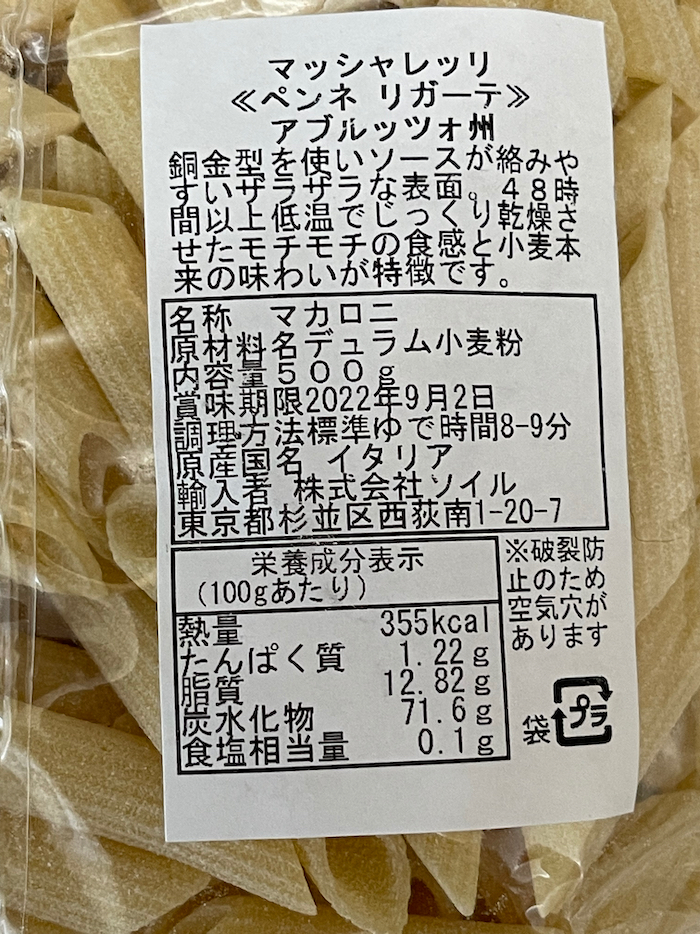 マッシャレッリ
≪ペンネ リガーテ≫
アブルッツォ州
銅金型を使いソースが絡みや
すいザラザラな表面。48時
間以上低温でじっくり乾燥さ
せたモチモチの食感と小麦本
来の味わいが特徴です。
名称　マカロニ
原材料名デュラム小麦粉
内容量500g
賞味期限2022年9月2日
調理方法標準ゆで時間8-9分
原産国名 イタリア
輸入者 株式会社ソイル
東京都杉並区西荻南1-20-7
栄養成分表示
(100gあたり)
熱量 355kcal
たんぱく質 1.22g
脂質 12.82g
炭水化物 71.6g
食塩相当量 0.1g
※破裂防
止のため
空気穴が
あります
袋 プラ